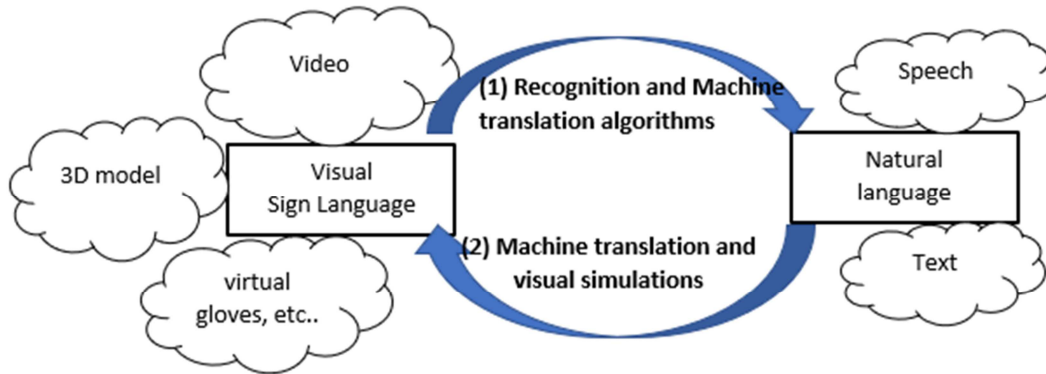 Video
3D model
Visual
Sign Language
virtual
gloves, etc..
(1) Recognition and Machine
translation algorithms
(2) Machine translation and
visual simulations
Speech
Natural
language
Text